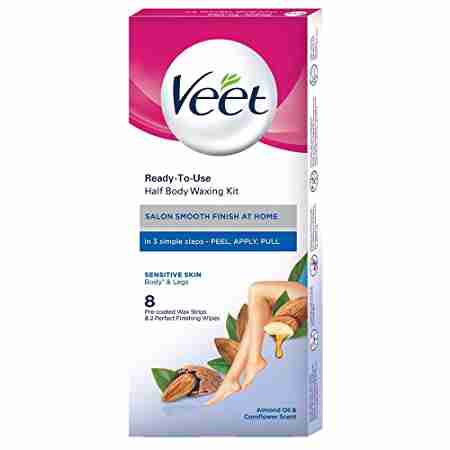 Veet
Ready-To-Use
Half Body Waxing Kit
SALON SMOOTH FINISH AT HOME
in 3 simple steps - PEEL, APPLY, PULL
SENSITIVE SKIN
Body* & Legs
8
Pre-coated Wax Strips
& 2 Perfect Finishing Wipes
Almond Oil &
Cornflower Scent